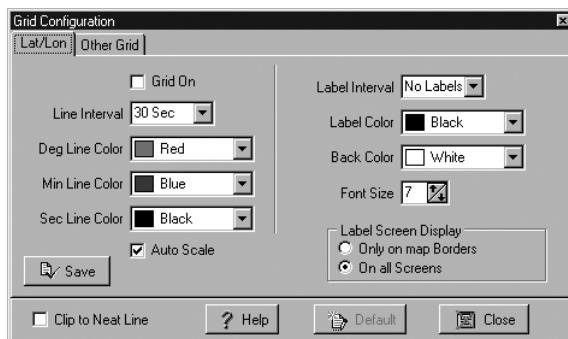 Grid Configuration
Lat/Lon
Other Grid
Grid On
Line Interval 30 Sec
Deg Line Color Red
Min Line Color Blue
Sec Line Color Black
Auto Scale
Save
Label Interval No Labels
Label Color Black
Back Color White
Font Size 7
Label Screen Display
Only on map Borders
On all Screens
Clip to Neat Line
? Help
Default
Close